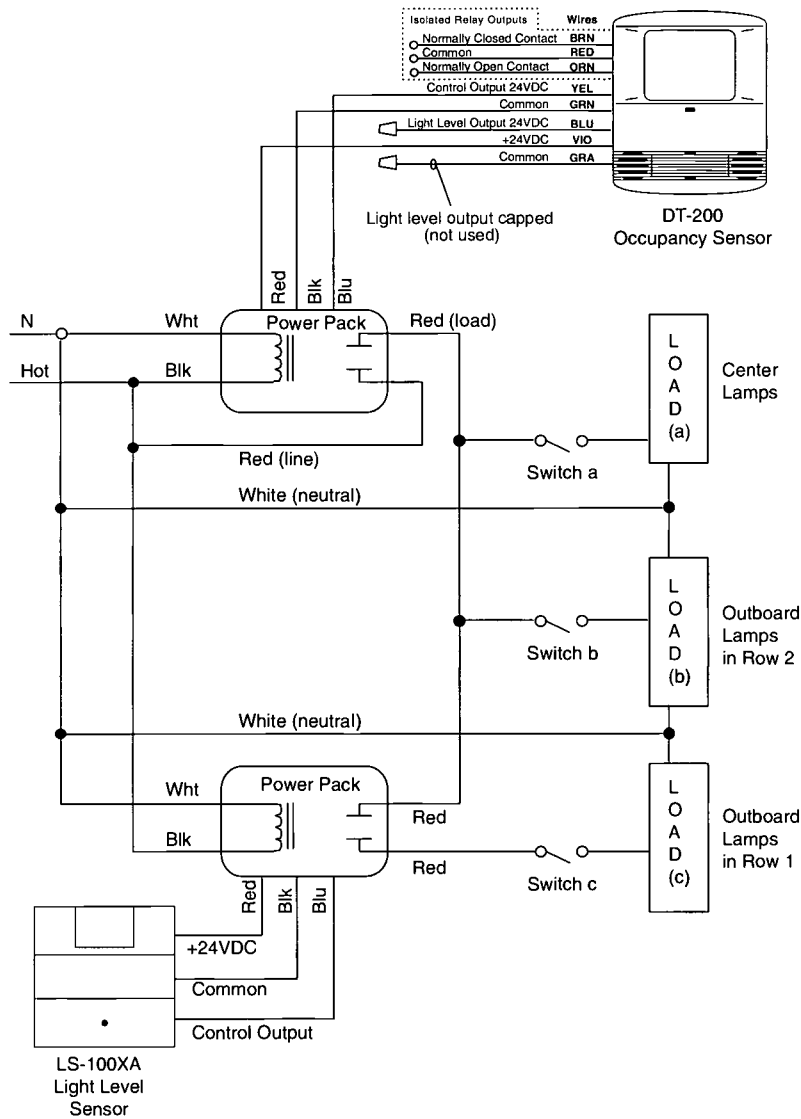 Isolated Relay Outputs Wires
Normally Closed Contact BRN
Common RED
Normally Open Contact ORN
Control Output 24VDC YEL
Common GRN
Light Level Output 24VDC BLU
+24VDC VIO
Common GRA
Light level output capped
(not used)
DT-200
Occupancy Sensor
Red
Blk
Blu
N
Wht
Power Pack
Red (load)
Hot
Blk
Red (line)
LOAD
(a)
Center
Lamps
Switch a
White (neutral)
LOAD
(b)
Outboard
Lamps
in Row 2
Switch b
White (neutral)
Wht
Power Pack
Red
Blk
Red
LOAD
(c)
Outboard
Lamps
in Row 1
Switch c
Red
Blk
Blu
+24VDC
Common
Control Output
LS-100XA
Light Level
Sensor